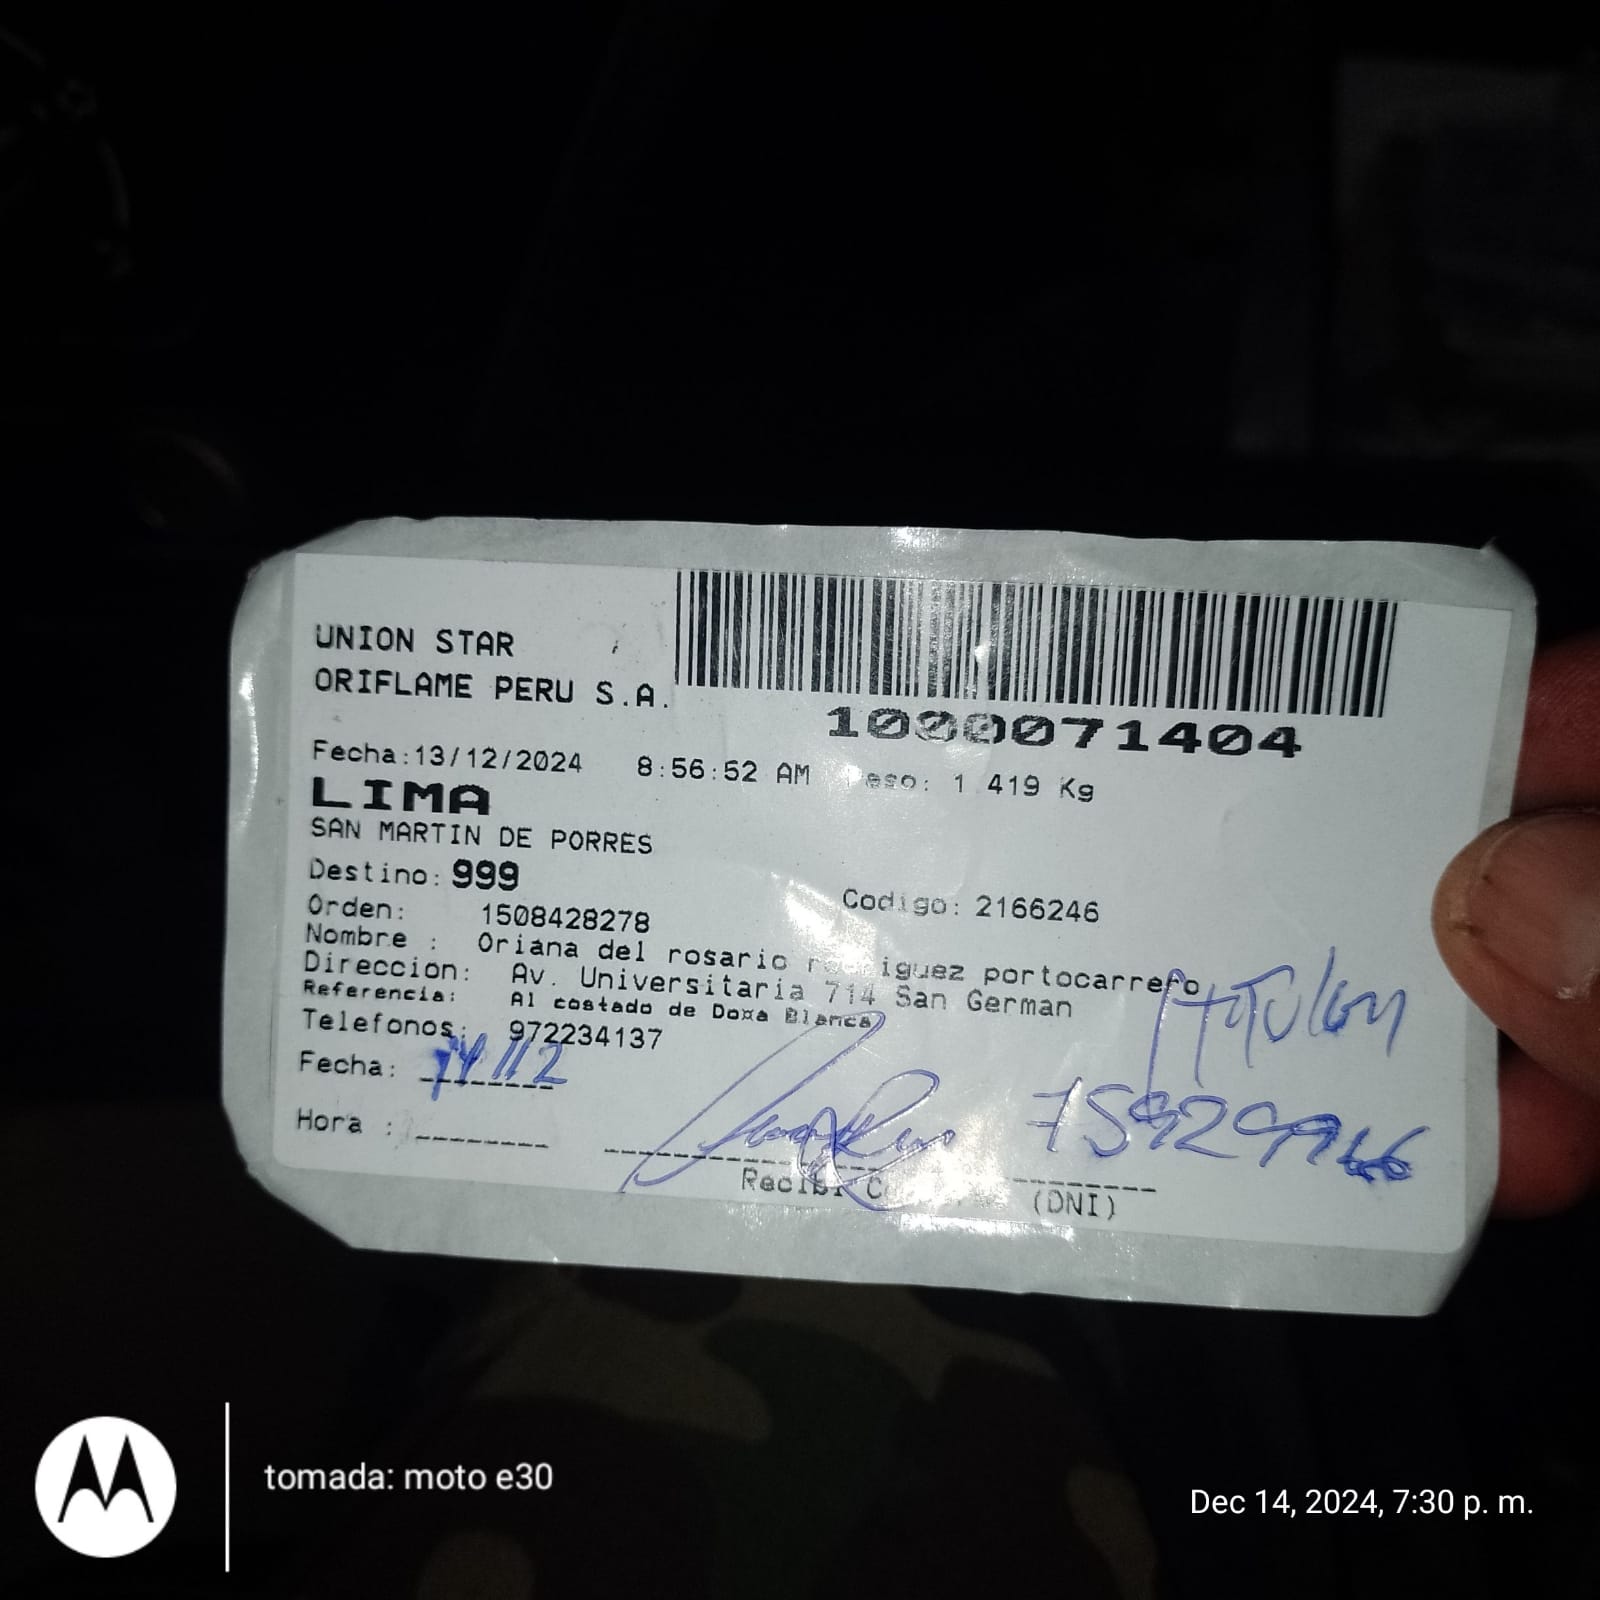 UNION STAR
ORIFLAME PERU S.A.
1000071404
Fecha:13/12/2024 8:56:52 AM Peso: 1 419 Kg
LIMA
SAN MARTIN DE PORRES
Destino: 999
Codigo: 2166246
Orden: 1508428278
Nombre : Oriana del rosario rodriguez portocarrero
Direccion: Av. Universitaria 714 San German
Referencia: Al costado de Doxa Blanca
Telefonos: 972234137
Titular
Fecha: 14/12
Hora :
Recibi
(DNI)
tomada: moto e30
Dec 14, 2024, 7:30 p. m.